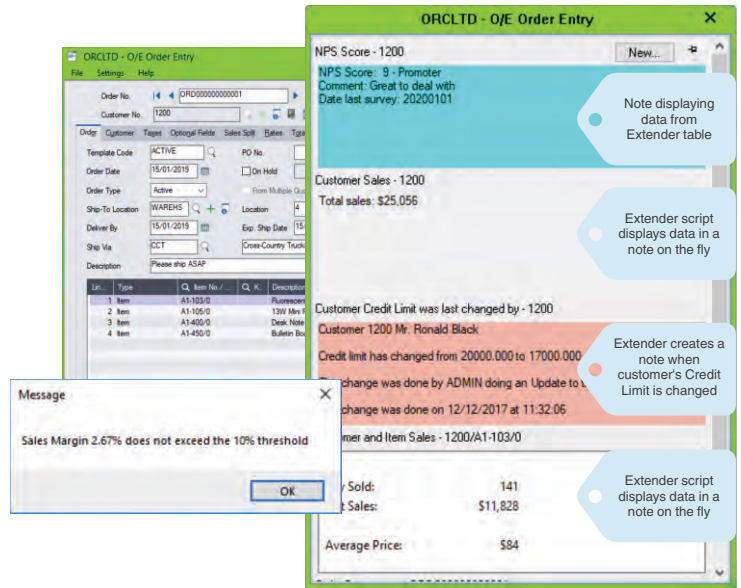 ORCLTD - O/E Order Entry
File Settings Help
Order No. ORD000000000001
Customer No. 1200
Order Customer Taxes Optional Fields Sales Split Rates Totals
Template Code ACTIVE PO No.
Order Date 15/01/2019 On Hold
Order Type Active From Multiple
Ship-To Location WAREHS Location 4
Deliver By 15/01/2019 Exp. Ship Date 15
Ship Via CCT Cross-Country
Description Please ship ASAP
Lin... Type Item No./... K.
1 Item A1-103/0
2 Item A1-105/0 13W Mini
3 Item A1-400/0 Desk Note
4 Item A1-450/0 Bulletin
Message
Sales Margin 2.67% does not exceed the 10% threshold
OK
ORCLTD - O/E Order Entry
NPS Score - 1200 New...
NPS Score: 9 - Promoter
Comment: Great to deal with
Date last survey: 20200101
Note displaying
data from
Extender table
Customer Sales - 1200
Total sales: $25,056
Extender script
displays data in a
note on the fly
Customer Credit Limit was last changed by - 1200
Customer 1200 Mr. Ronald Black
Credit limit has changed from 20000.000 to 17000.000
change was done by ADMIN doing an Update to
change was done on 12/12/2017 at 11:32:06
Extender creates a
note when
customer's Credit
Limit is changed
and Item Sales - 1200/A1-103/0
Sold: 141
Sales: $11,828
Average Price: $84
Extender script
displays data in a
note on the fly